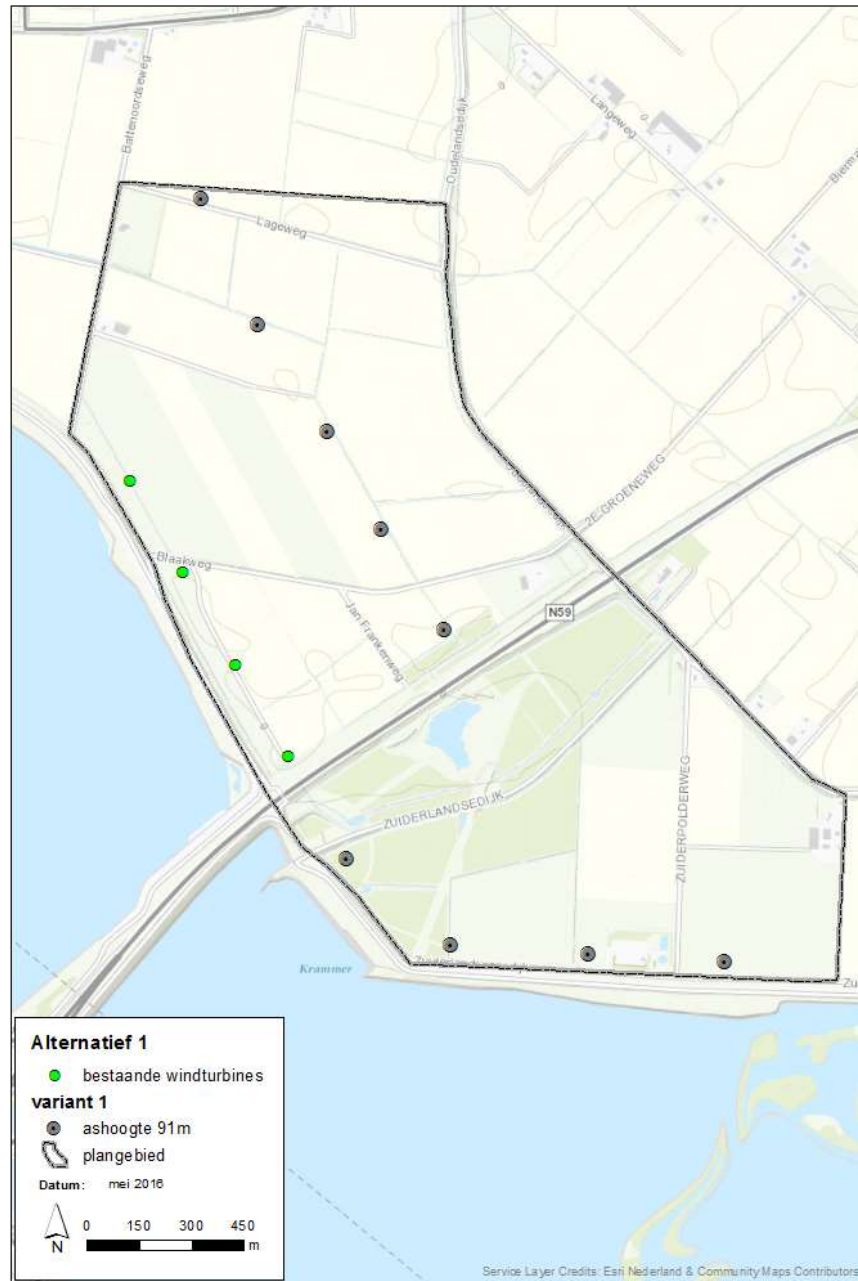 Battenoordseweg
Oudelandsedijk
Langeweg
Lageweg
2E GROENEWEG
Blaakweg
Jan Frankenweg
N59
ZUIDERLANDSEDIJK
ZUIDERPOLDERWEG
Krammer
Alternatief 1
bestaande windturbines
variant 1
ashoogte 91m
plangebied
Datum: mei 2016
0 150 300 450
m
N
Service Layer Credits: Esri Nederland & Community Maps Contributors